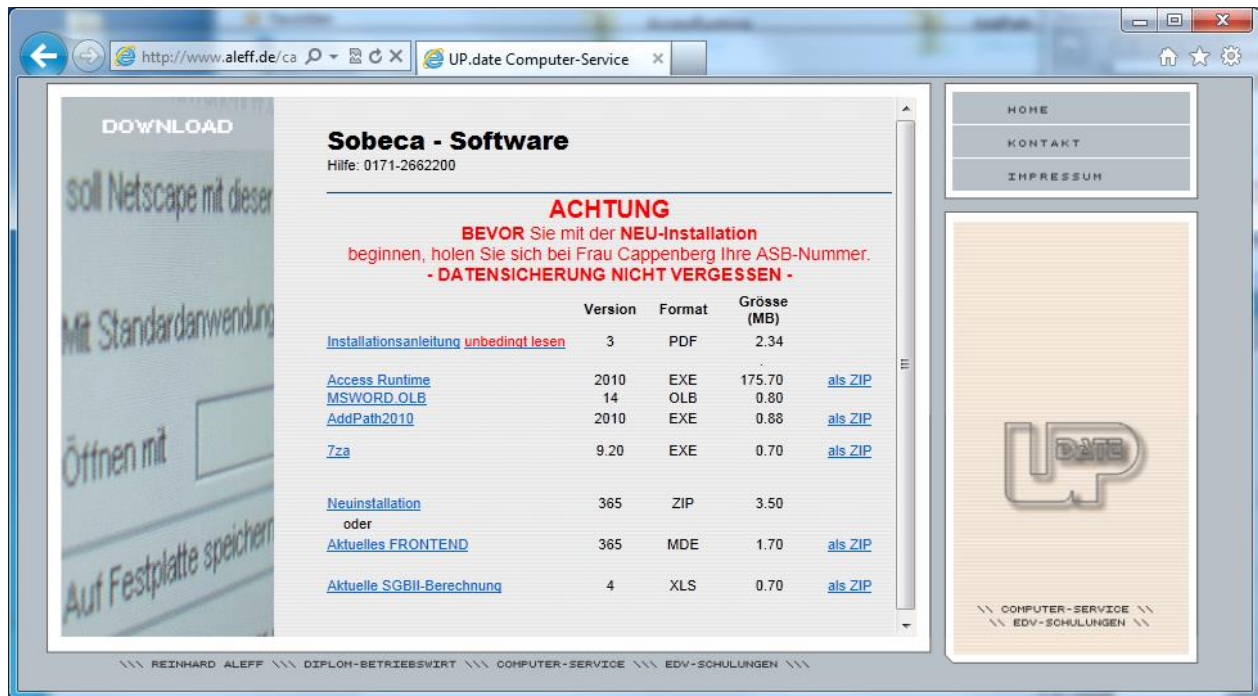 http://www.aleff.de/ca
UP.date Computer-Service
DOWNLOAD
soll Netscape mit dieser
Mit Standardanwendung
Öffnen mit
Auf Festplatte speichern
Sobeca - Software
Hilfe: 0171-2662200
ACHTUNG
BEVOR Sie mit der NEU-Installation
beginnen, holen Sie sich bei Frau Cappenberg Ihre ASB-Nummer.
- DATENSICHERUNG NICHT VERGESSEN -
Version Format Grösse
(MB)
Installationsanleitung unbedingt lesen 3 PDF 2.34
Access Runtime 2010 EXE 175.70 als ZIP
MSWORD.OLB 14 OLB 0.80
AddPath2010 2010 EXE 0.88 als ZIP
7za 9.20 EXE 0.70 als ZIP
Neuinstallation 365 ZIP 3.50
oder
Aktuelles FRONTEND 365 MDE 1.70 als ZIP
Aktuelle SGBII-Berechnung 4 XLS 0.70 als ZIP
HOME
KONTAKT
IMPRESSUM
UP DATE
\\ COMPUTER-SERVICE \\
\\ EDV-SCHULUNGEN \\
\\\ REINHARD ALEFF \\\ DIPLOM-BETRIEBSWIRT \\\ COMPUTER-SERVICE \\\ EDV-SCHULUNGEN \\\